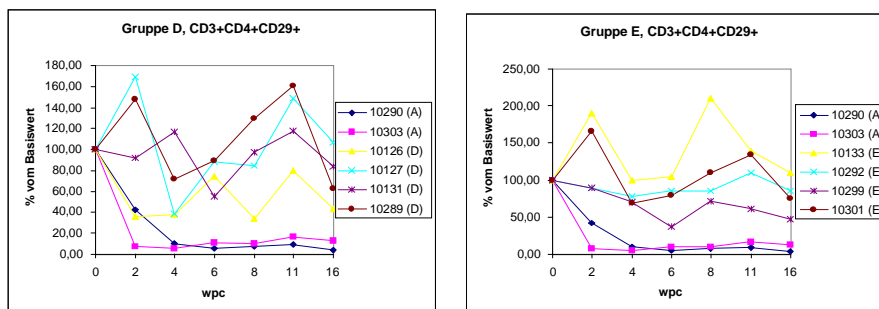 Gruppe D, CD3+CD4+CD29+
% vom Basiswert
180,00
160,00
140,00
120,00
100,00
80,00
60,00
40,00
20,00
0,00
0 2 4 6 8 11 16
wpc
10290 (A)
10303 (A)
10126 (D)
10127 (D)
10131 (D)
10289 (D)
Gruppe E, CD3+CD4+CD29+
% vom Basiswert
250,00
200,00
150,00
100,00
50,00
0,00
0 2 4 6 8 11 16
wpc
10290 (A
10303 (A
10133 (E
10292 (E
10299 (E
10301 (E